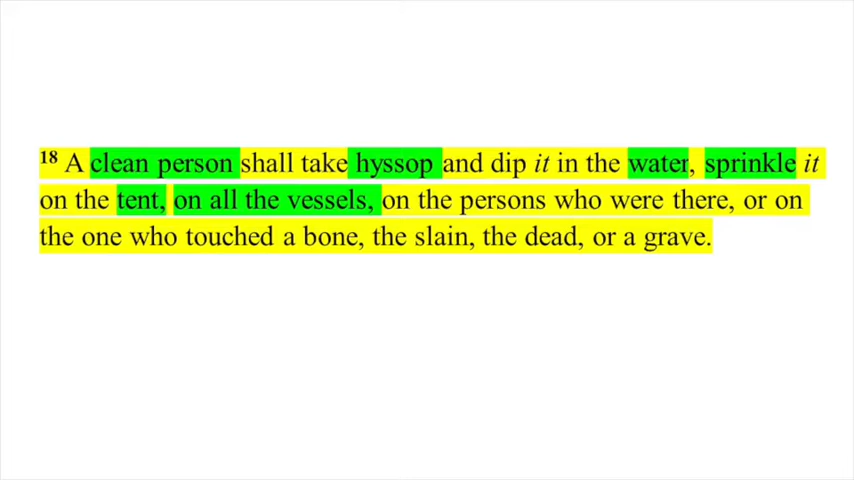 18 A clean person shall take hyssop and dip it in the water, sprinkle it
on the tent, on all the vessels, on the persons who were there, or on
the one who touched a bone, the slain, the dead, or a grave.